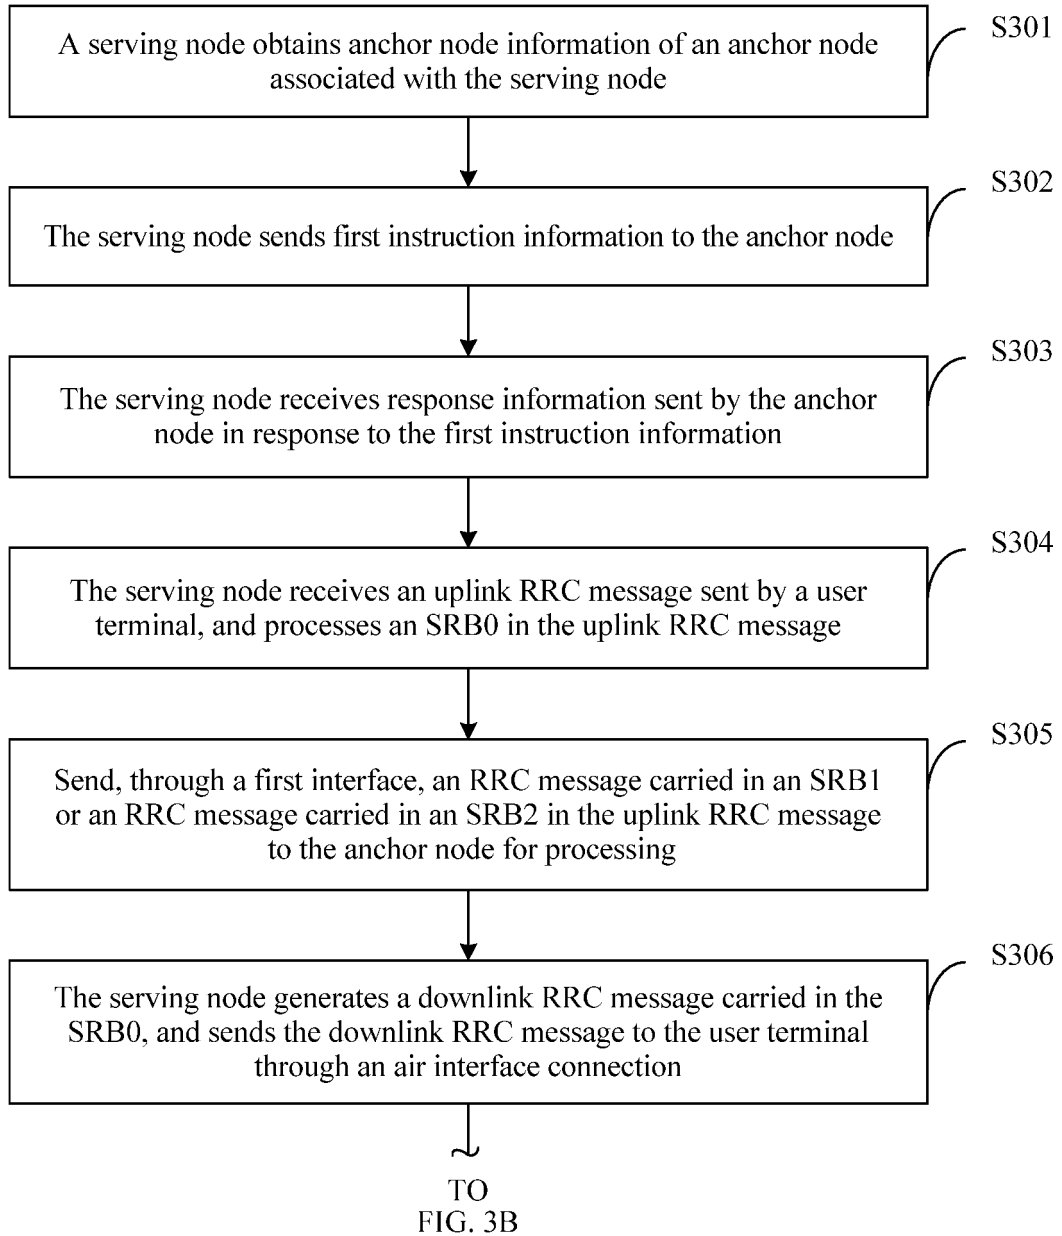 A serving node obtains anchor node information of an anchor node
associated with the serving node
S301
The serving node sends first instruction information to the anchor node
S302
The serving node receives response information sent by the anchor
node in response to the first instruction information
S303
The serving node receives an uplink RRC message sent by a user
terminal, and processes an SRB0 in the uplink RRC message
S304
Send, through a first interface, an RRC message carried in an SRB1
or an RRC message carried in an SRB2 in the uplink RRC message
to the anchor node for processing
S305
The serving node generates a downlink RRC message carried in the
SRB0, and sends the downlink RRC message to the user terminal
through an air interface connection
S306
TO
FIG. 3B